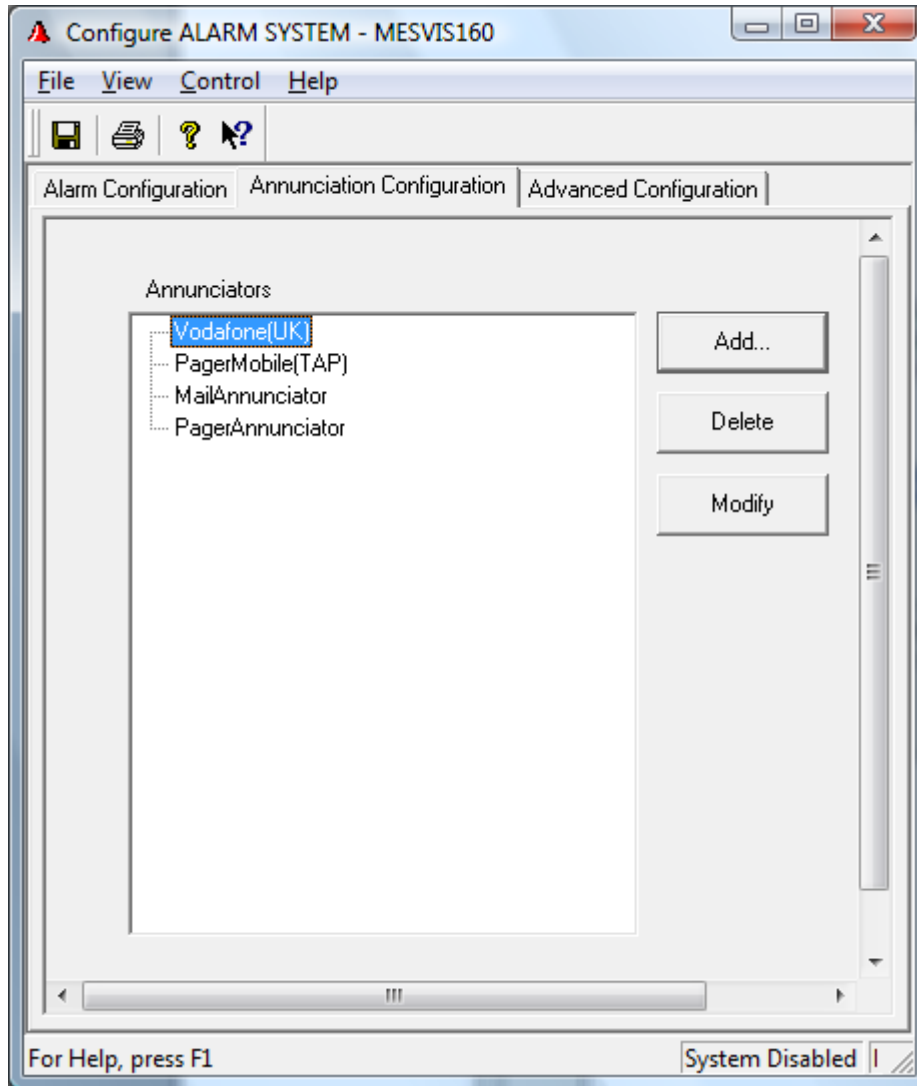 Configure ALARM SYSTEM - MESVIS160
File View Control Help
Alarm Configuration Annunciation Configuration Advanced Configuration
Annunciators
Vodafone(UK)
PagerMobile(TAP)
MailAnnunciator
PagerAnnunciator
Add...
Delete
Modify
For Help, press F1 System Disabled